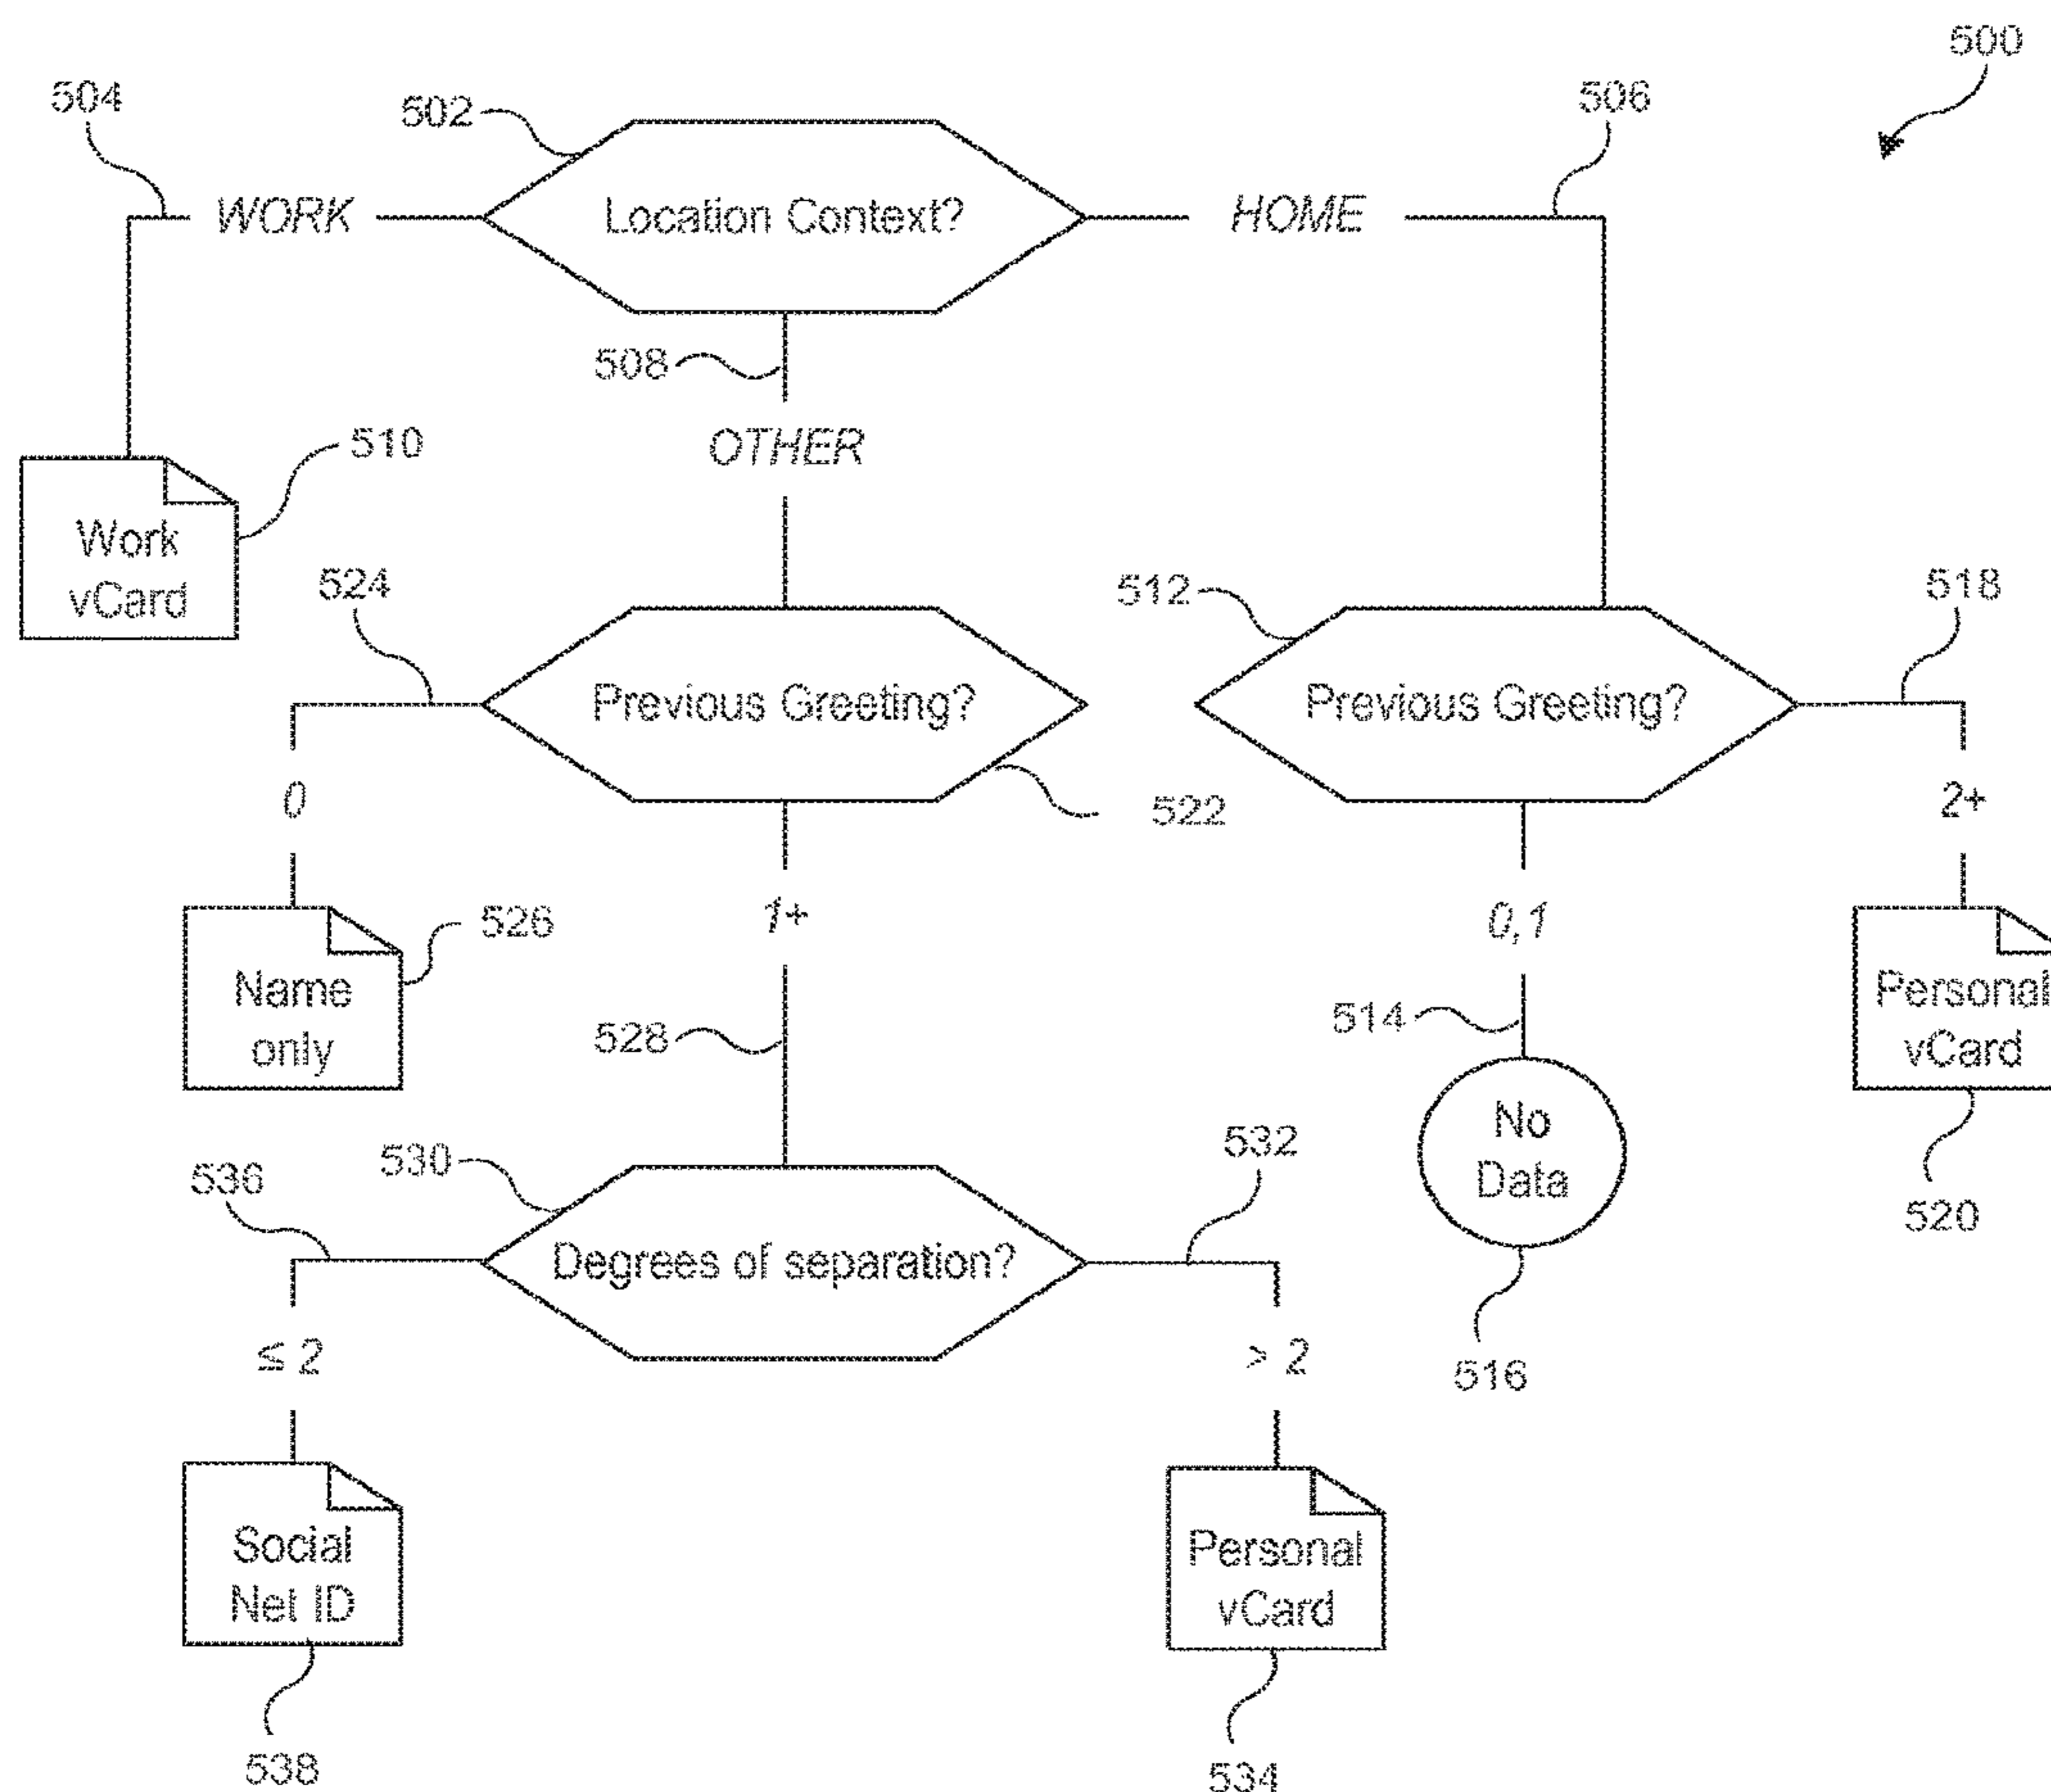 500
504
502
506
WORK
Location Context?
HOME
508
OTHER
510
Work
vCard
524
512
518
Previous Greeting?
Previous Greeting?
522
0
2+
1+
0,1
526
Name
only
Personal
vCard
528
514
No
Data
530
532
536
520
Degrees of separation?
≤ 2
> 2
516
Social
Net ID
Personal
vCard
538
534